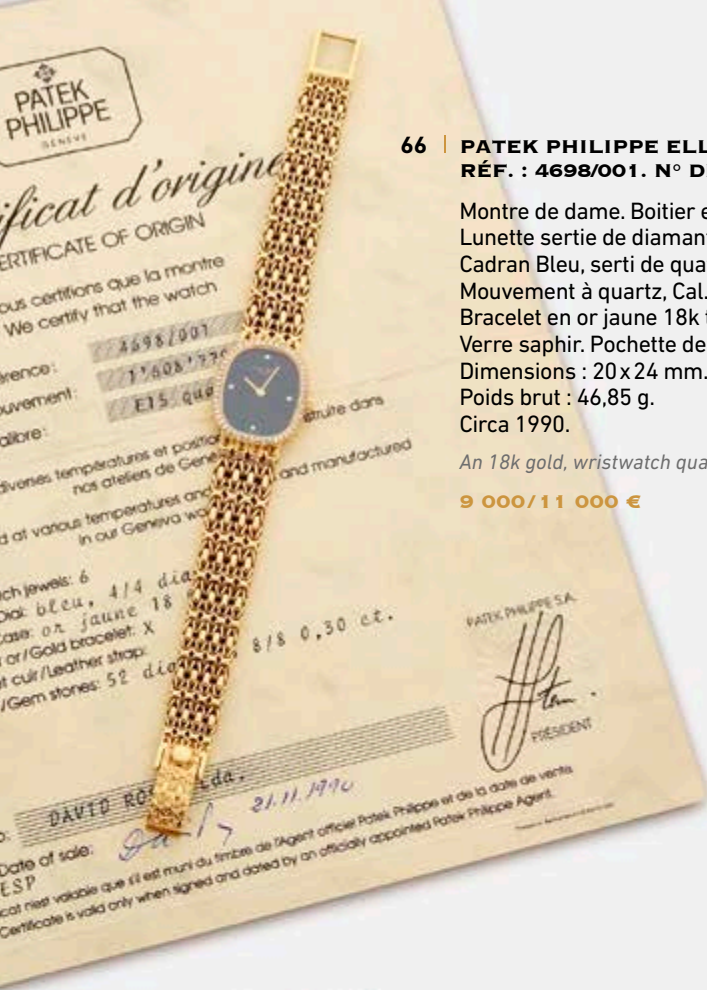 PATEK
PHILIPPE
GENEVE
ificat d'origine
ERTIFICATE OF ORIGIN
ous certifions que la montre
We certify that the watch
érence: 4698/001
uvement:
alibre: E15 qua
struite dans
diverses températures et position
nos ateliers de Gen
and manufactured
d at various temperatures and
in our Geneva wo
ch jewels: 6
Dial: bleu, 4/4 dia
Case: or jaune 18
or/Gold bracelet: X
t cuir/Leather strap:
/Gem stones: 52 dia 8/8 0,30 ct.
PATEK PHILIPPE S.A.
PRÉSIDENT
DAVID RO Lda.
Date of sale: 21.11.1990
ESP
icat n'est valable que s'il est muni du timbre de l'Agent officiel Patek Philippe et de la date de vente.
Certificate is valid only when signed and dated by an officially appointed Patek Philippe Agent.
66 | PATEK PHILIPPE ELL
RÉF. : 4698/001. N° D
Montre de dame. Boitier e
Lunette sertie de diaman
Cadran Bleu, serti de qua
Mouvement à quartz, Cal.
Bracelet en or jaune 18k t
Verre saphir. Pochette de
Dimensions : 20 x 24 mm.
Poids brut : 46,85 g.
Circa 1990.
An 18k gold, wristwatch qua
9 000/11 000 €